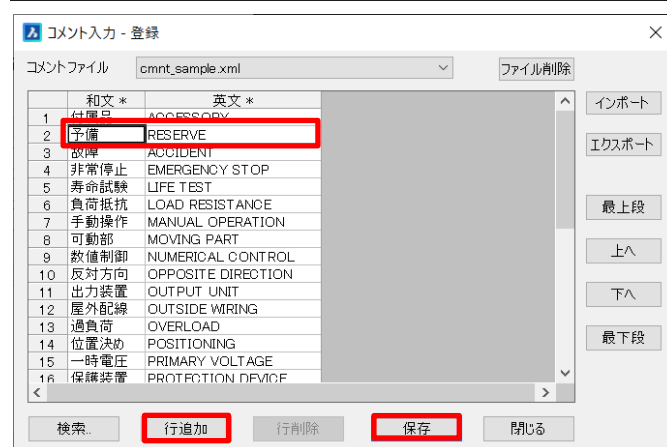 コメント入力 - 登録
コメントファイル cmnt_sample.xml ファイル削除
和文 * 英文 *
1 付属品 ACCESSORY
2 予備 RESERVE
3 故障 ACCIDENT
4 非常停止 EMERGENCY STOP
5 寿命試験 LIFE TEST
6 負荷抵抗 LOAD RESISTANCE
7 手動操作 MANUAL OPERATION
8 可動部 MOVING PART
9 数値制御 NUMERICAL CONTROL
10 反対方向 OPPOSITE DIRECTION
11 出力装置 OUTPUT UNIT
12 屋外配線 OUTSIDE WIRING
13 過負荷 OVERLOAD
14 位置決め POSITIONING
15 一時電圧 PRIMARY VOLTAGE
16 保護装置 PROTECTION DEVICE
インポート
エクスポート
最上段
上へ
下へ
最下段
検索.. 行追加 行削除 保存 閉じる